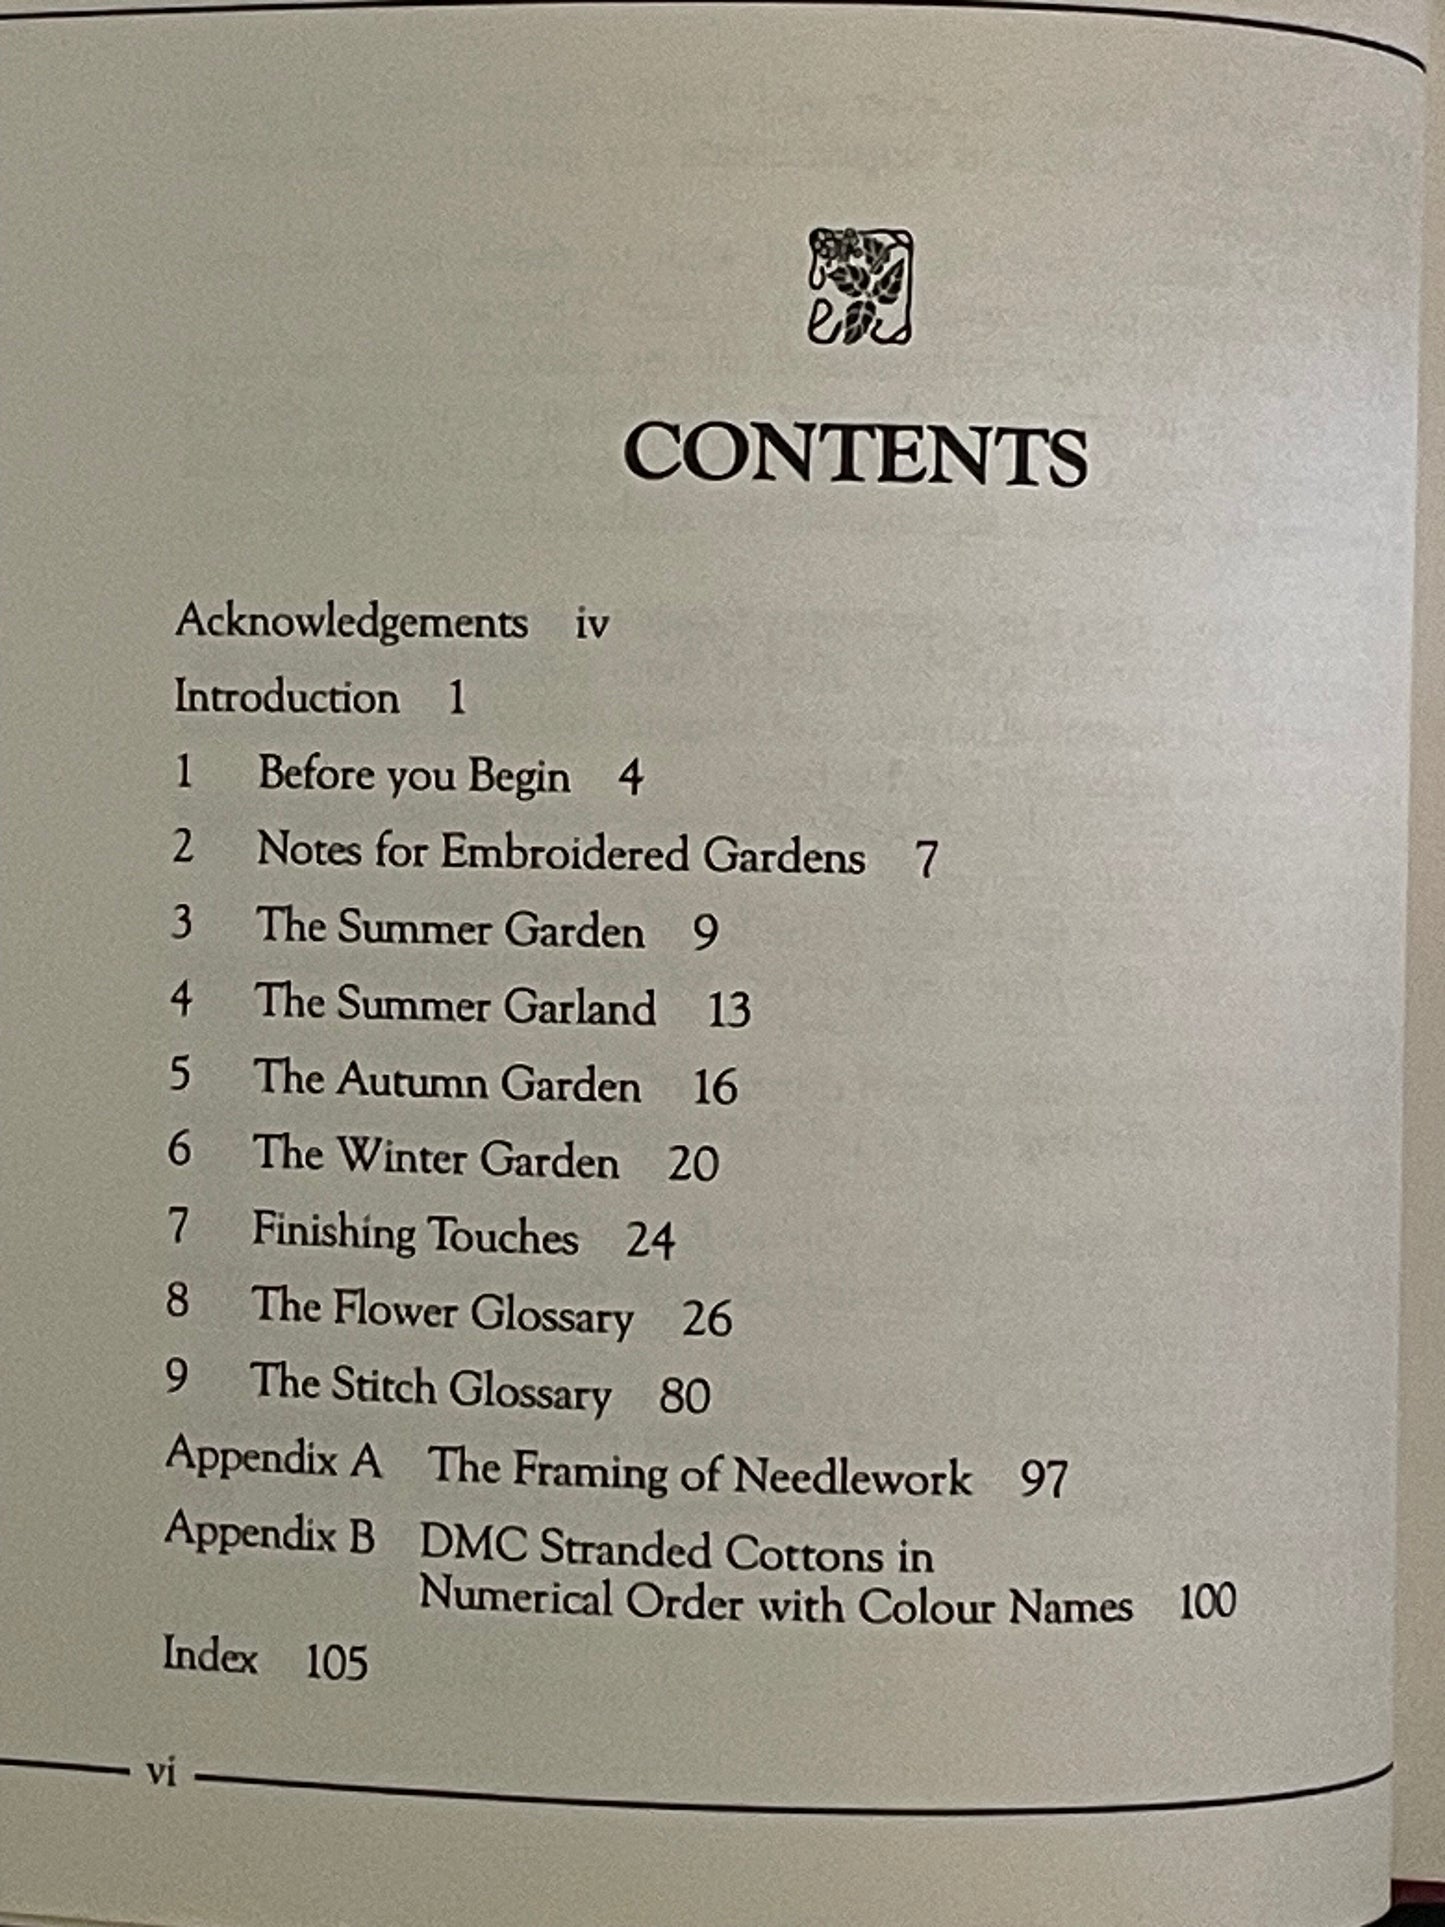 CONTENTS
Acknowledgements iv
Introduction 1
1 Before you Begin 4
2 Notes for Embroidered Gardens 7
3 The Summer Garden 9
4 The Summer Garland 13
5 The Autumn Garden 16
6 The Winter Garden 20
7 Finishing Touches 24
8 The Flower Glossary 26
9 The Stitch Glossary 80
Appendix A The Framing of Needlework 97
Appendix B DMC Stranded Cottons in
Numerical Order with Colour Names 100
Index 105
vi